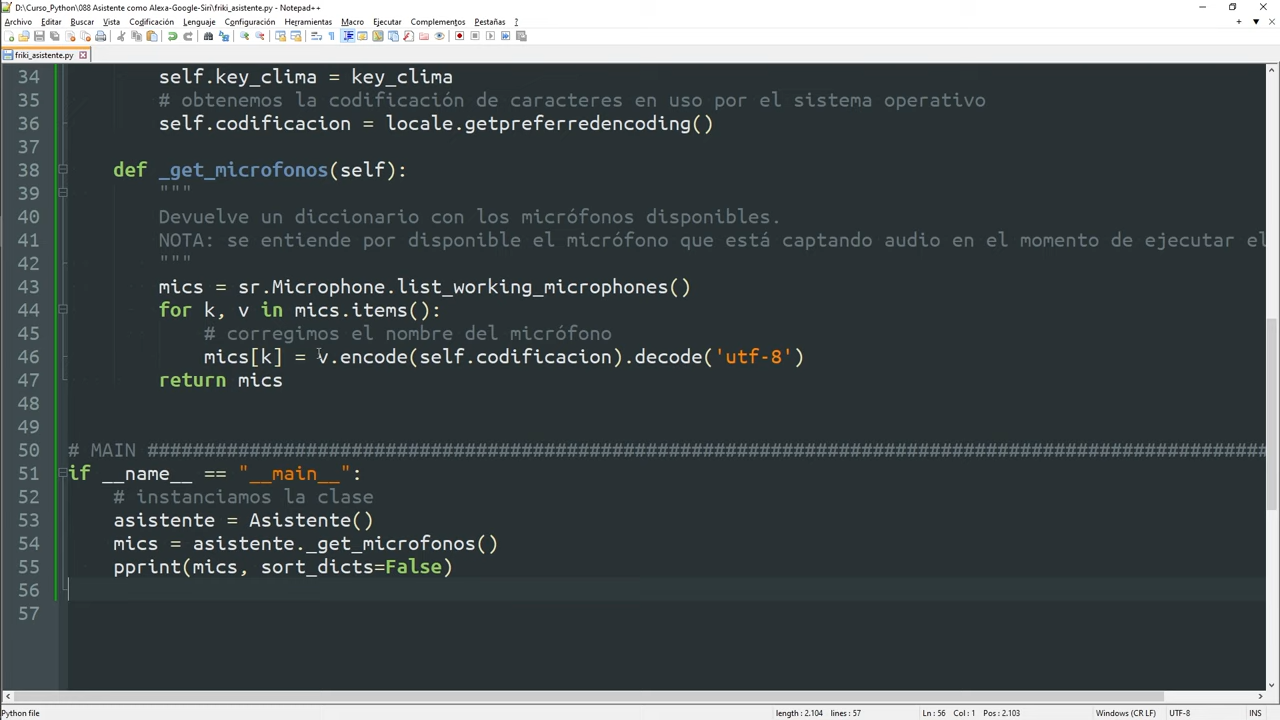 D:\Curso_Python\088 Asistente como Alexa-Google-Siri\friki_asistente.py - Notepad++
Archivo Editar Buscar Vista Codificación Lenguaje Configuración Herramientas Macro Ejecutar Complementos Pestañas ?
friki_asistente.py
34 self.key_clima = key_clima
35 # obtenemos la codificación de caracteres en uso por el sistema operativo
36 self.codificacion = locale.getpreferredencoding()
37
38 def _get_microfonos(self):
39 """
40 Devuelve un diccionario con los micrófonos disponibles.
41 NOTA: se entiende por disponible el micrófono que está captando audio en el momento de ejecutar el
42 """
43 mics = sr.Microphone.list_working_microphones()
44 for k, v in mics.items():
45 # corregimos el nombre del micrófono
46 mics[k] = v.encode(self.codificacion).decode('utf-8')
47 return mics
48
49
50 # MAIN ####################################################################################################
51 if __name__ == "__main__":
52 # instanciamos la clase
53 asistente = Asistente()
54 mics = asistente._get_microfonos()
55 pprint(mics, sort_dicts=False)
56
57
Python file length : 2.104 lines : 57 Ln : 56 Col : 1 Pos : 2.103 Windows (CR LF) UTF-8 INS